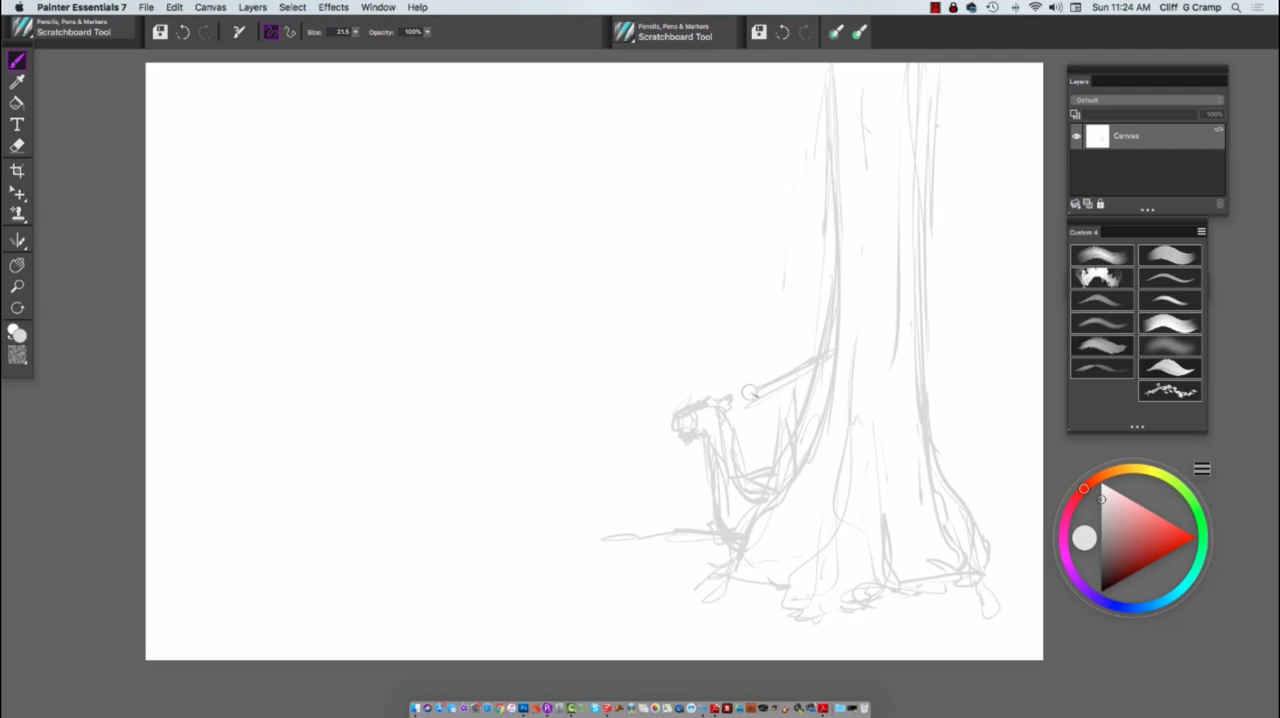 Painter Essentials 7 File Edit Canvas Layers Select Effects Window Help Sun 11:24 AM Cliff G Cramp
Pencils, Pens & Markers
Scratchboard Tool
Size: 21.5 Opacity: 100%
Pencils, Pens & Markers
Scratchboard Tool
Layers
Default
100%
Canvas
Custom 4